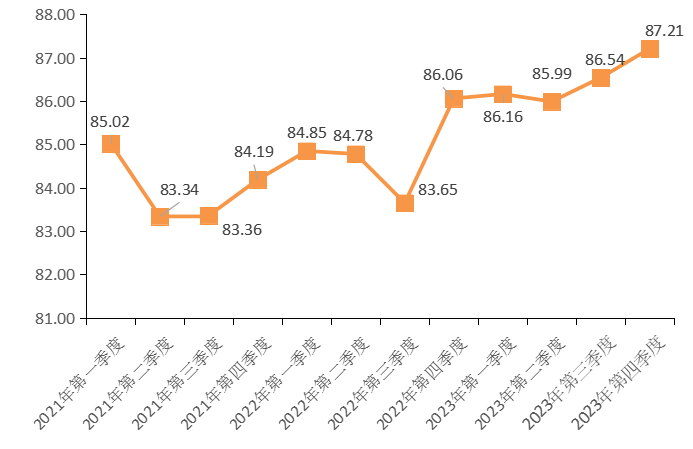 88.00
87.00
86.00
85.00
84.00
83.00
82.00
81.00
85.02
83.34
83.36
84.19
84.85
84.78
83.65
86.06
86.16
85.99
86.54
87.21
2021年第一季度
2021年第二季度
2021年第三季度
2021年第四季度
2022年第一季度
2022年第二季度
2022年第三季度
2022年第四季度
2023年第一季度
2023年第二季度
2023年第三季度
2023年第四季度